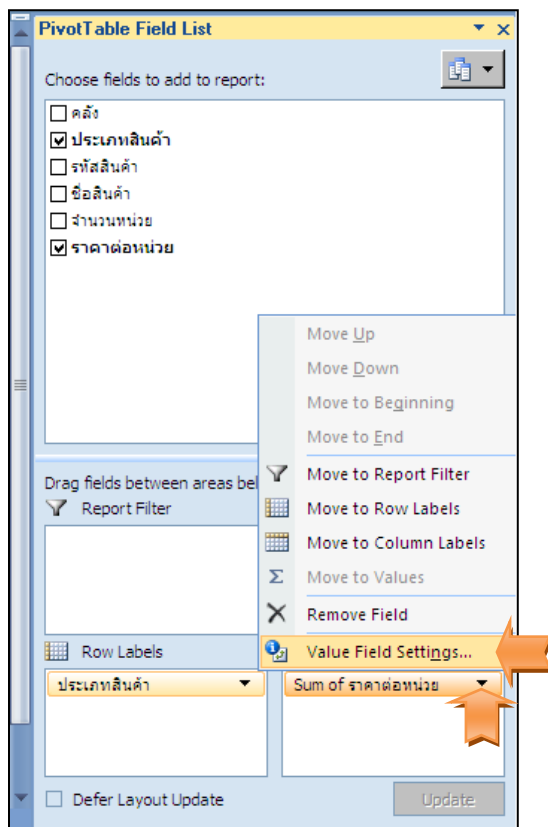 PivotTable Field List
Choose fields to add to report:
คลัง
ประเภทสินค้า
รหัสสินค้า
ชื่อสินค้า
จำนวนหน่วย
ราคาต่อหน่วย
Move Up
Move Down
Move to Beginning
Move to End
Move to Report Filter
Move to Row Labels
Move to Column Labels
Move to Values
Remove Field
Value Field Settings...
Drag fields between areas bel
Report Filter
Row Labels
ประเภทสินค้า
Sum of ราคาต่อหน่วย
Defer Layout Update
Update